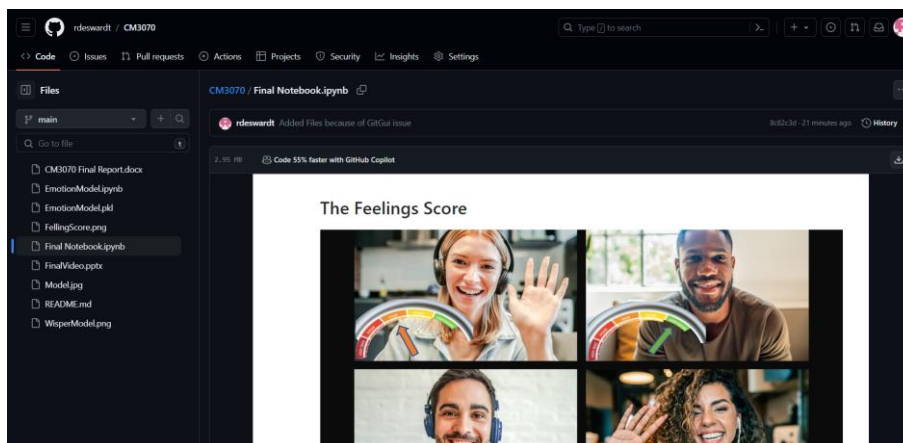 rdeswardt / CM3070
Type / to search
Code Issues Pull requests Actions Projects Security Insights Settings
Files
main
Go to file
t
CM3070 Final Report.docx
EmotionModel.ipynb
EmotionModel.pkl
FellingScore.png
Final Notebook.ipynb
FinalVideo.pptx
Model.jpg
README.md
WisperModel.png
CM3070 / Final Notebook.ipynb
rdeswardt Added Files because of GitGui issue
8c82c3d · 21 minutes ago History
2.95 MB Code 55% faster with GitHub Copilot
The Feelings Score